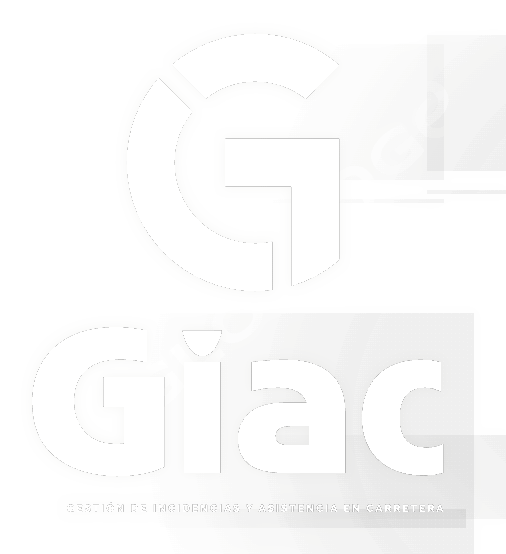 G
Giac
GESTIÓN DE INCIDENCIAS Y ASISTENCIA EN CARRETERA